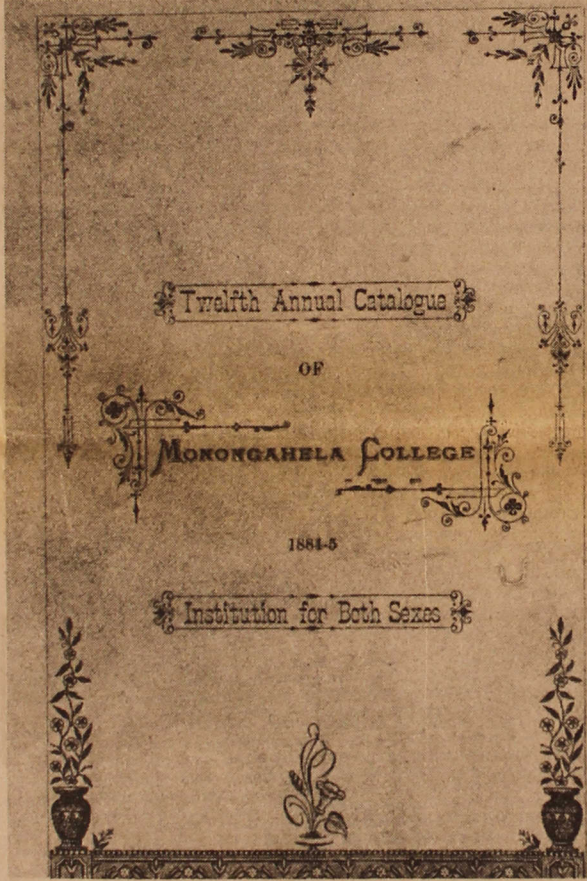 Twelfth Annual Catalogue
OF
MONONGAHELA COLLEGE
1884-5
Institution for Both Sexes